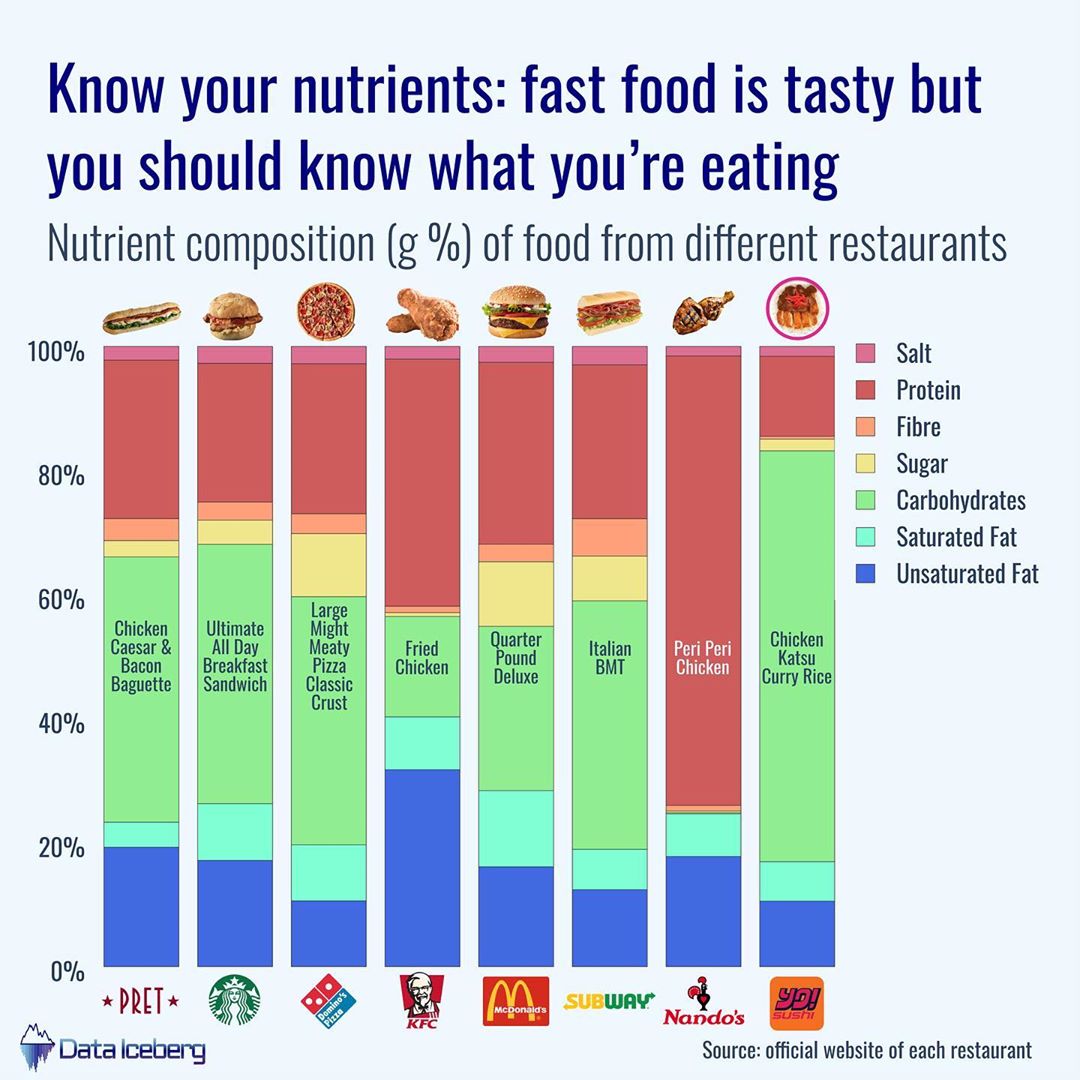 Know your nutrients: fast food is tasty but
you should know what you're eating
Nutrient composition (g %) of food from different restaurants
100%
80%
60%
40%
20%
0%
Salt
Protein
Fibre
Sugar
Carbohydrates
Saturated Fat
Unsaturated Fat
Chicken
Caesar &
Bacon
Baguette
Ultimate
All Day
Breakfast
Sandwich
Large
Might
Meaty
Pizza
Classic
Crust
Fried
Chicken
Quarter
Pound
Deluxe
Italian
BMT
Peri Peri
Chicken
Chicken
Katsu
Curry Rice
PRET
Domino's
Pizza
KFC
McDonald's
SUBWAY
Nando's
YO!
sushi
Data Iceberg
Source: official website of each restaurant